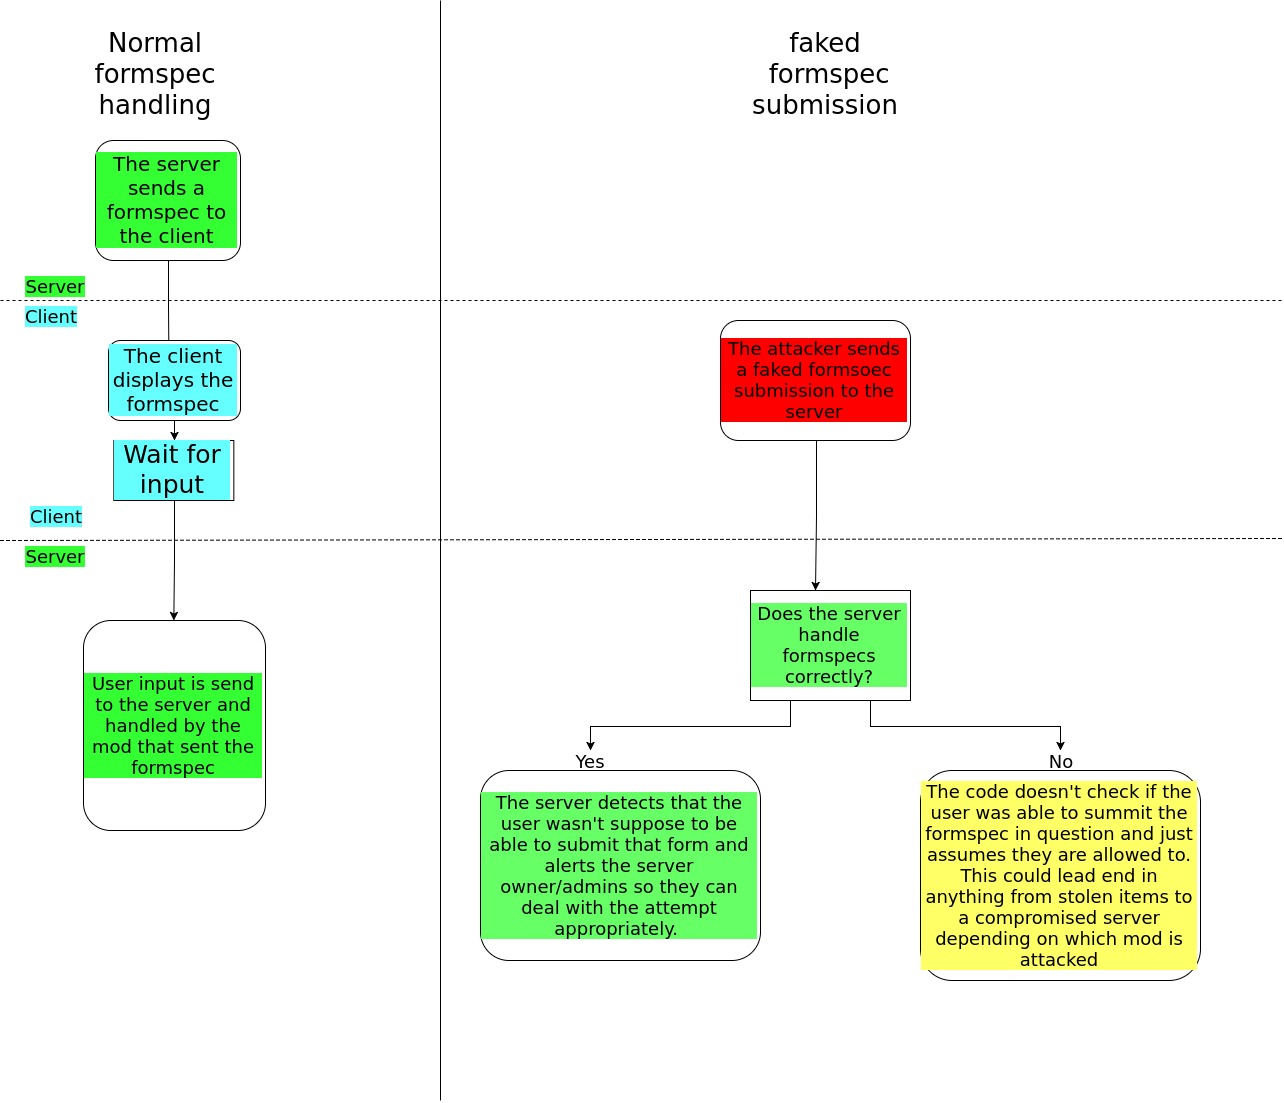 Normal
formspec
handling
The server
sends a
formspec to
the client
Server
Client
The client
displays the
formspec
Wait for
input
Client
Server
User input is send
to the server and
handled by the
mod that sent the
formspec
faked
formspec
submission
The attacker sends
a faked formsoec
submission to the
server
Does the server
handle
formspecs
correctly?
Yes
The server detects that the
user wasn't suppose to be
able to submit that form and
alerts the server
owner/admins so they can
deal with the attempt
appropriately.
No
The code doesn't check if the
user was able to summit the
formspec in question and just
assumes they are allowed to.
This could lead end in
anything from stolen items to
a compromised server
depending on which mod is
attacked